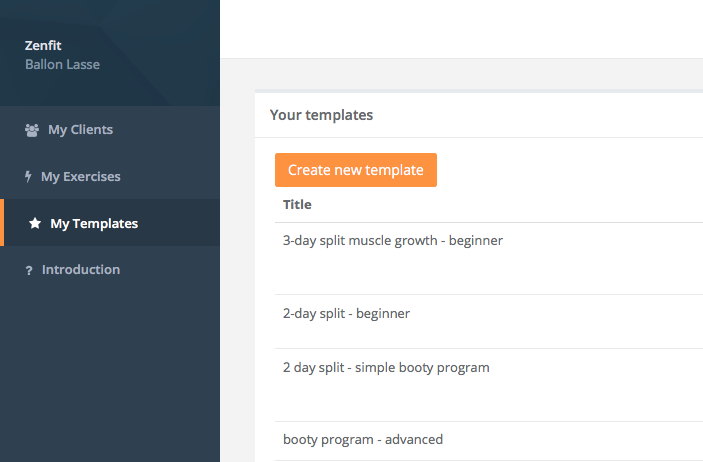 Zenfit
Ballon Lasse
My Clients
My Exercises
My Templates
? Introduction
Your templates
Create new template
Title
3-day split muscle growth - beginner
2-day split - beginner
2 day split - simple booty program
booty program - advanced